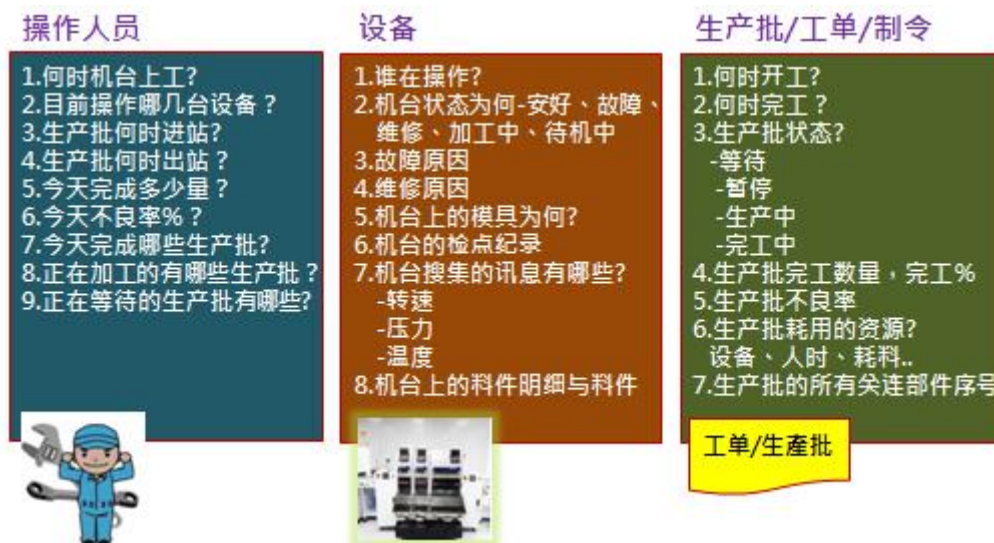 操作人员
1.何时机台上工?
2.目前操作哪几台设备？
3.生产批何时进站?
4.生产批何时出站？
5.今天完成多少量？
6.今天不良率%？
7.今天完成哪些生产批?
8.正在加工的有哪些生产批？
9.正在等待的生产批有哪些?
设备
1.谁在操作?
2.机台状态为何-安好、故障、
维修、加工中、待机中
3.故障原因
4.维修原因
5.机台上的模具为何?
6.机台的检点纪录
7.机台搜集的讯息有哪些?
-转速
-压力
-温度
8.机台上的料件明细与料件
生产批/工单/制令
1.何时开工?
2.何时完工？
3.生产批状态?
-等待
-暂停
-生产中
-完工中
4.生产批完工数量，完工%
5.生产批不良率
6.生产批耗用的资源?
设备、人时、耗料..
7.生产批的所有关连部件序号
工单/生產批